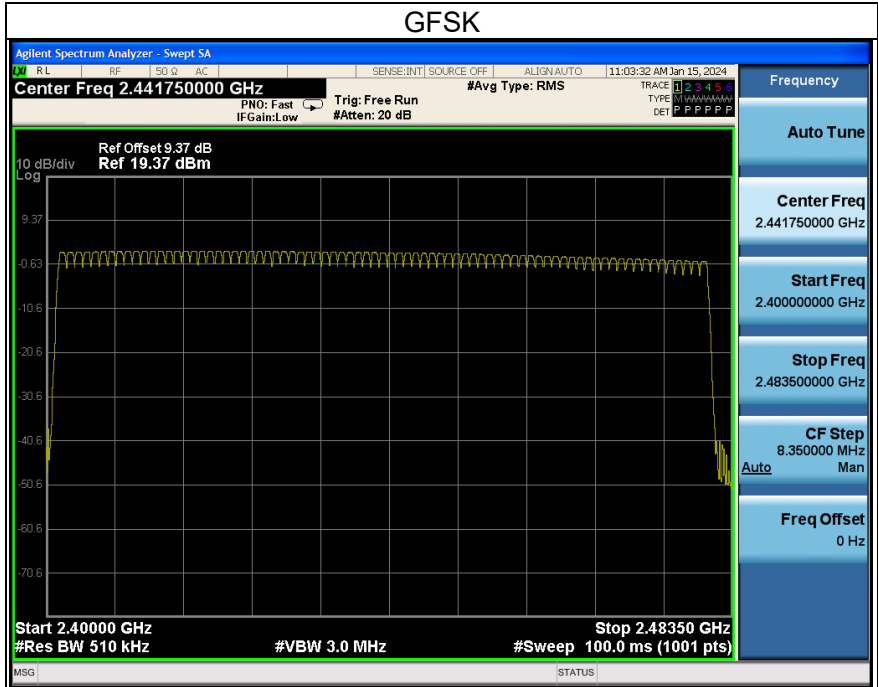 GFSK
Agilent Spectrum Analyzer - Swept SA
LXI RL RF 50 Ω AC SENSE:INT SOURCE OFF ALIGN AUTO 11:03:32 AM Jan 15, 2024
Center Freq 2.441750000 GHz #Avg Type: RMS TRACE 1 2 3 4 5 6
PNO: Fast Trig: Free Run TYPE M WWWWW
IFGain:Low #Atten: 20 dB DET P P P P P P
Ref Offset 9.37 dB
10 dB/div Ref 19.37 dBm
Log
9.37
-0.63
-10.6
-20.6
-30.6
-40.6
-50.6
-60.6
-70.6
Start 2.40000 GHz Stop 2.48350 GHz
#Res BW 510 kHz #VBW 3.0 MHz #Sweep 100.0 ms (1001 pts)
MSG STATUS
Frequency
Auto Tune
Center Freq
2.441750000 GHz
Start Freq
2.400000000 GHz
Stop Freq
2.483500000 GHz
CF Step
8.350000 MHz
Auto Man
Freq Offset
0 Hz